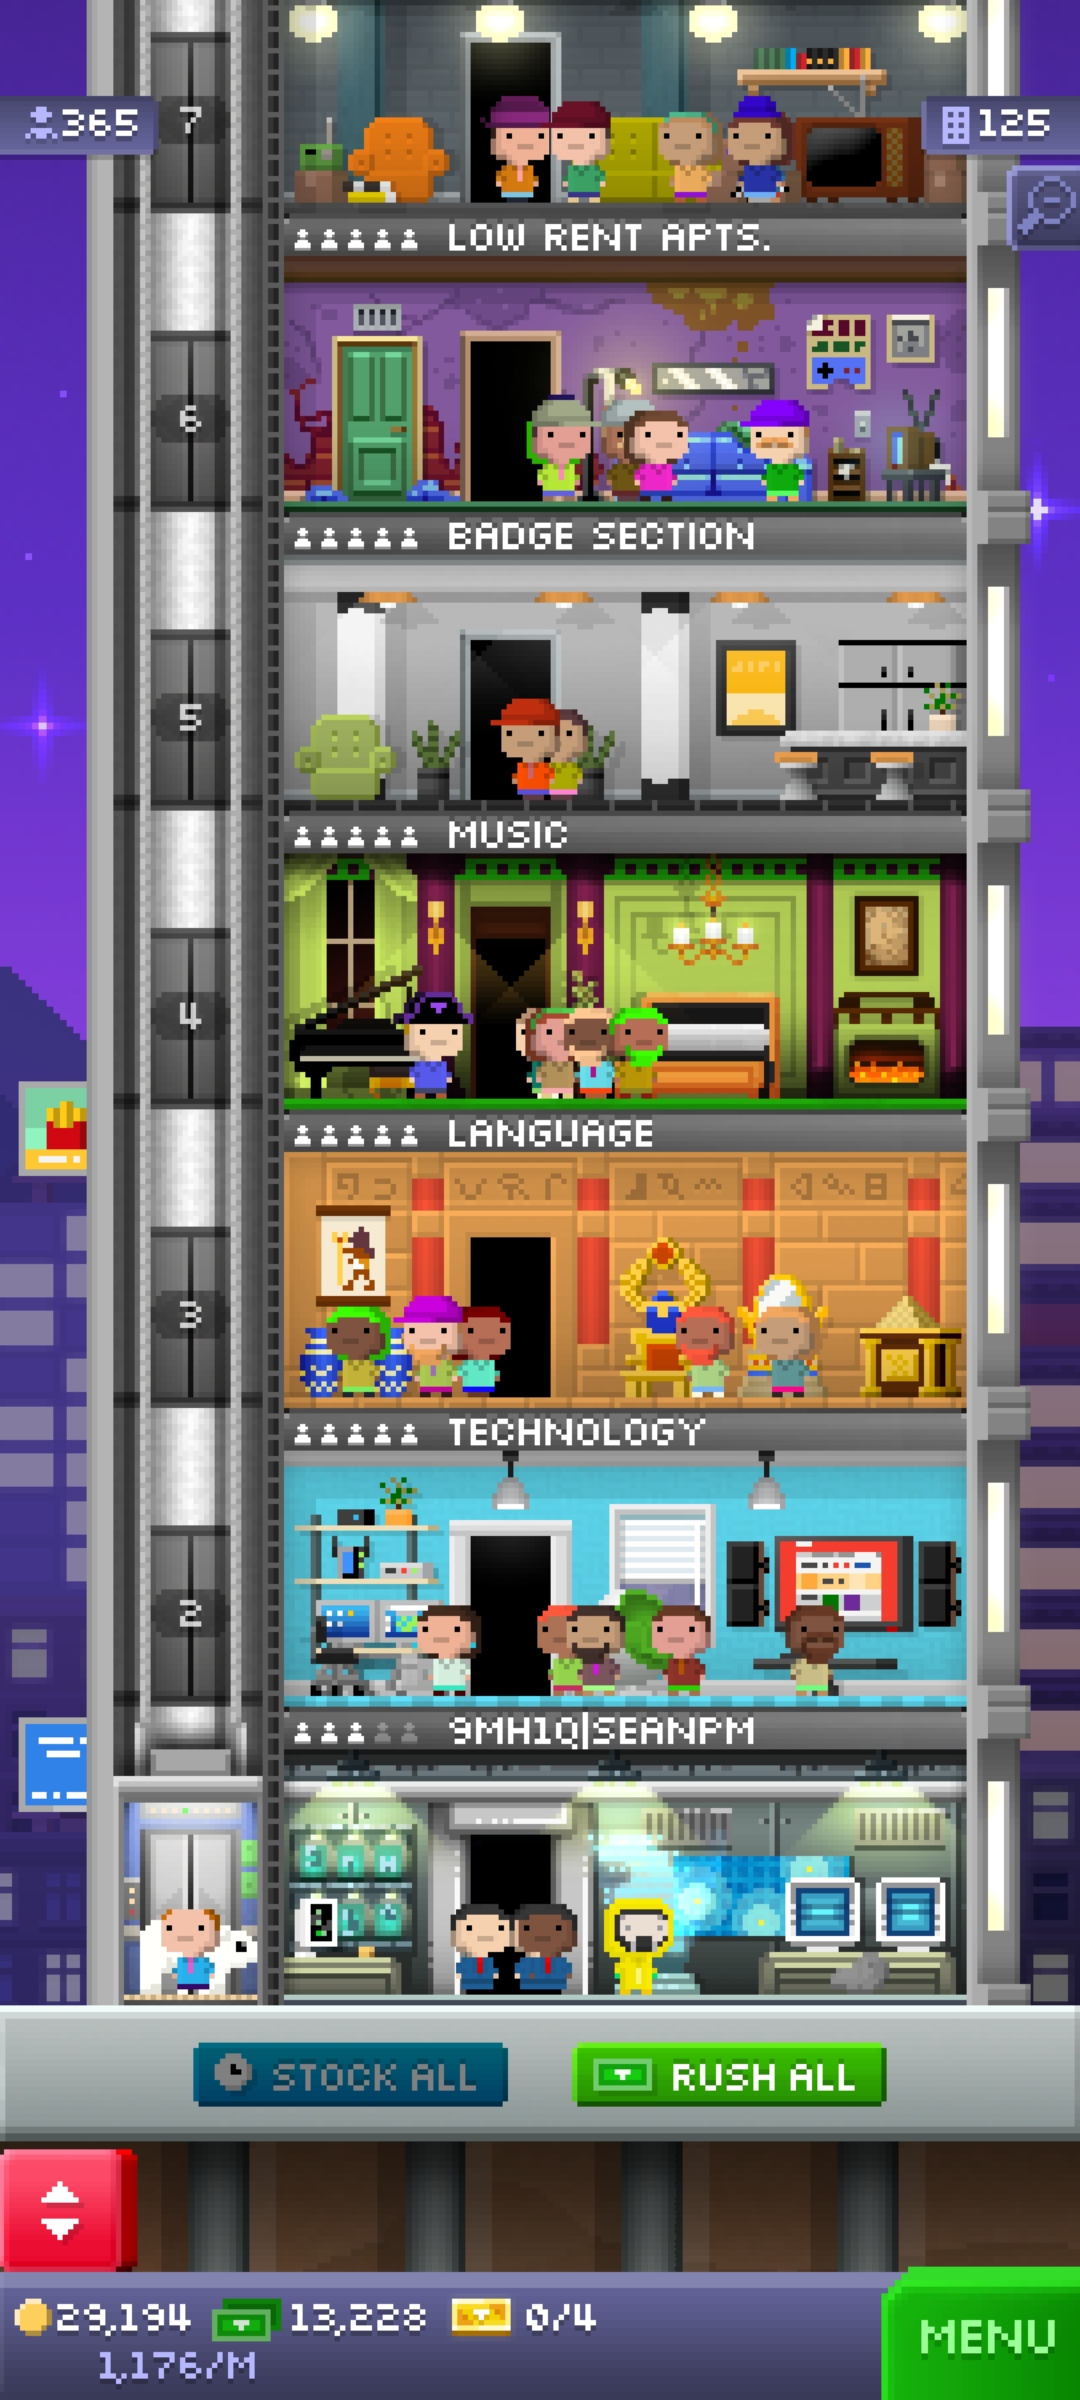 365
7
125
LOW RENT APTS.
6
BADGE SECTION
5
MUSIC
4
LANGUAGE
3
TECHNOLOGY
2
9MH1Q|SEANPM
STOCK ALL
RUSH ALL
29,194
13,228
0/4
MENU
1,176/M